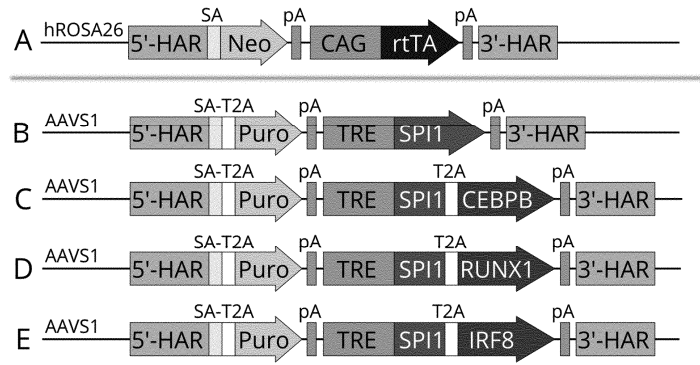 SA pA pA
A hROSA26 5'-HAR Neo CAG rtTA 3'-HAR
SA-T2A pA pA
B AAVS1 5'-HAR Puro TRE SPI1 3'-HAR
SA-T2A pA T2A pA
C AAVS1 5'-HAR Puro TRE SPI1 CEBPB 3'-HAR
SA-T2A pA T2A pA
D AAVS1 5'-HAR Puro TRE SPI1 RUNX1 3'-HAR
SA-T2A pA T2A pA
E AAVS1 5'-HAR Puro TRE SPI1 IRF8 3'-HAR